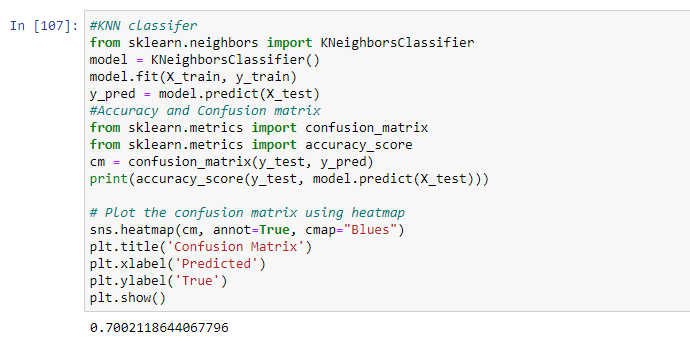 In [107]: #KNN classifer
from sklearn.neighbors import KNeighborsClassifier
model = KNeighborsClassifier()
model.fit(X_train, y_train)
y_pred = model.predict(X_test)
#Accuracy and Confusion matrix
from sklearn.metrics import confusion_matrix
from sklearn.metrics import accuracy_score
cm = confusion_matrix(y_test, y_pred)
print(accuracy_score(y_test, model.predict(X_test)))

# Plot the confusion matrix using heatmap
sns.heatmap(cm, annot=True, cmap="Blues")
plt.title('Confusion Matrix')
plt.xlabel('Predicted')
plt.ylabel('True')
plt.show()
0.7002118644067796